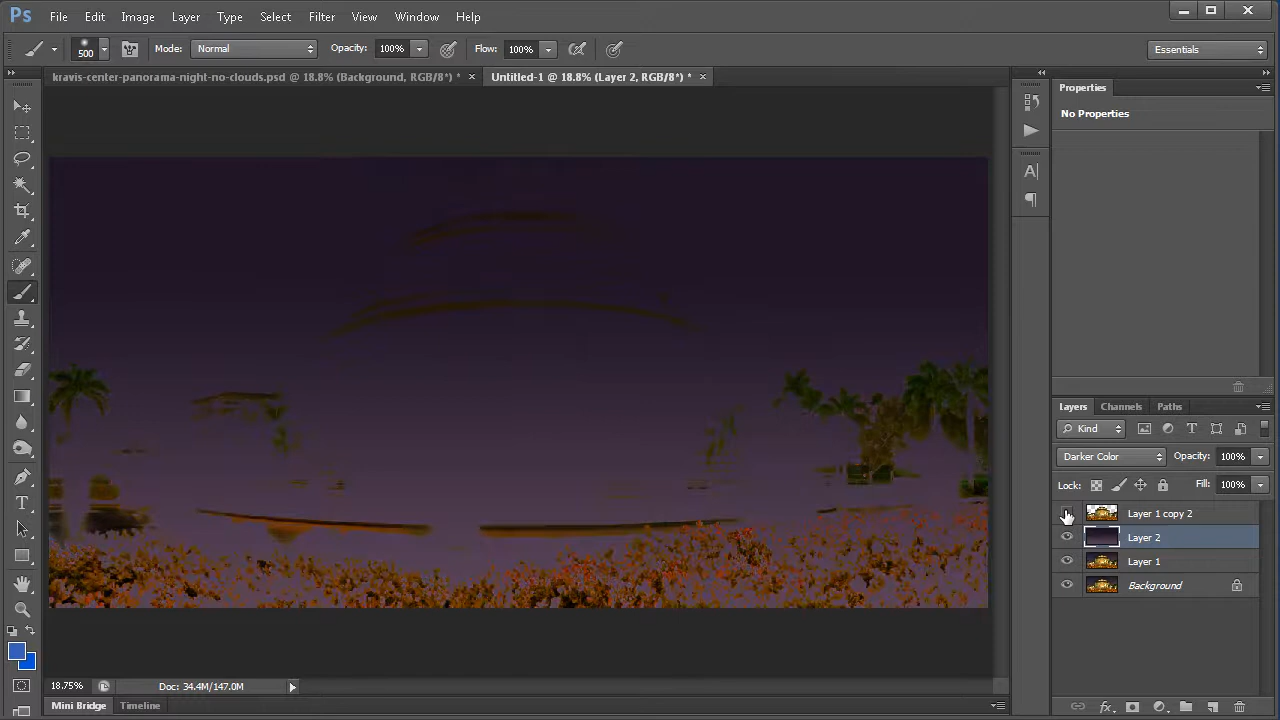 Ps File Edit Image Layer Type Select Filter View Window Help
500 Mode: Normal Opacity: 100% Flow: 100% Essentials
kravis-center-panorama-night-no-clouds.psd @ 18.8% (Background, RGB/8*) * × Untitled-1 @ 18.8% (Layer 2, RGB/8*) * ×
Properties
No Properties
Layers Channels Paths
Kind
Darker Color Opacity: 100%
Lock: Fill: 100%
Layer 1 copy 2
Layer 2
Layer 1
Background
18.75% Doc: 34.4M/147.0M
Mini Bridge Timeline